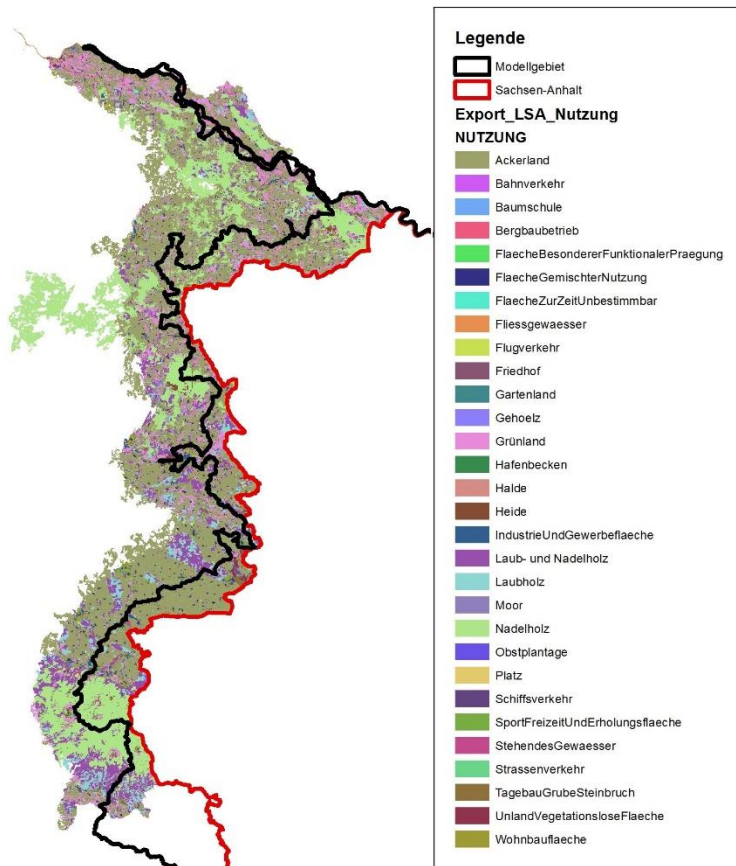 Legende
Modellgebiet
Sachsen-Anhalt
Export_LSA_Nutzung
NUTZUNG
Ackerland
Bahnverkehr
Baumschule
Bergbaubetrieb
FlaecheBesondererFunktionalerPraegung
FlaecheGemischterNutzung
FlaecheZurZeitUnbestimmbar
Fliessgewaesser
Flugverkehr
Friedhof
Gartenland
Gehoelz
Grünland
Hafenbecken
Halde
Heide
IndustrieUndGewerbeflaeche
Laub- und Nadelholz
Laubholz
Moor
Nadelholz
Obstplantage
Platz
Schiffsverkehr
SportFreizeitUndErholungsflaeche
StehendesGewaesser
Strassenverkehr
TagebauGrubeSteinbruch
UnlandVegetationsloseFlaeche
Wohnbauflaeche